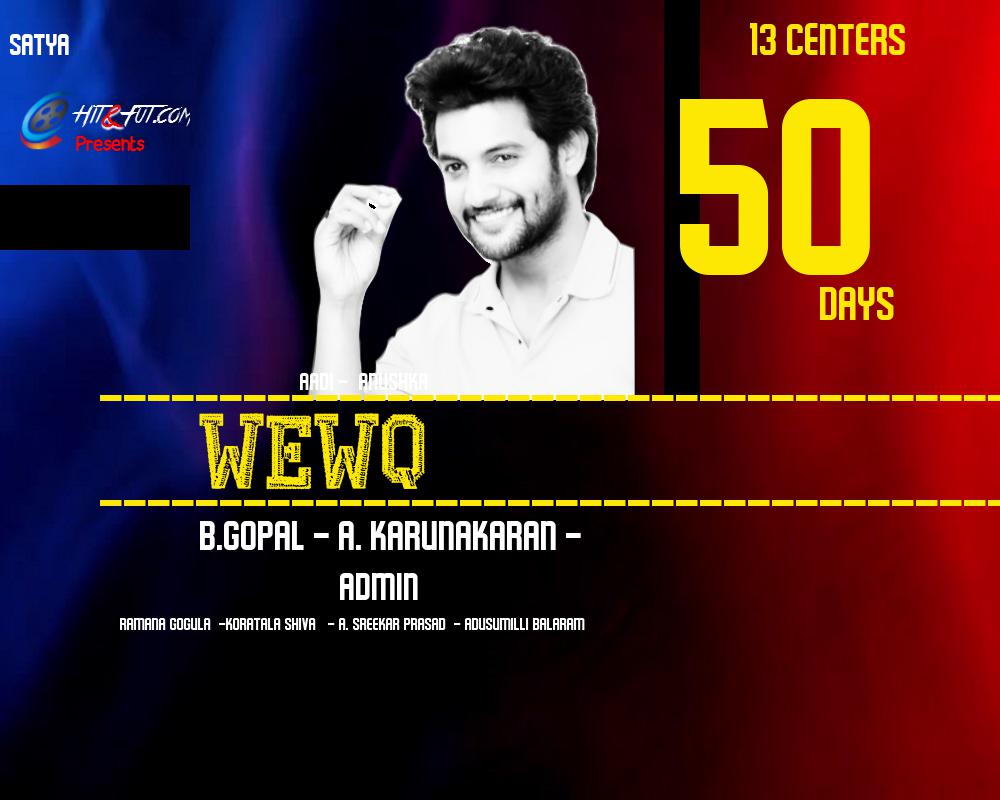 SATYA
13 CENTERS
HIT&FUT.COM
Presents
50
DAYS
AADI - ANUSHKA
WEWQ
B.GOPAL - A. KARUNAKARAN -
ADMIN
RAMANA GOGULA -KORATALA SHIVA - A. SREEKAR PRASAD - ADUSUMILLI BALARAM